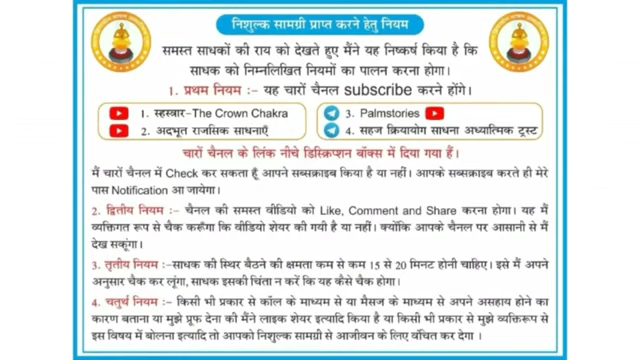 निशुल्क सामग्री प्राप्त करने हेतु नियम
समस्त साधकों की राय को देखते हुए मैंने यह निष्कर्ष किया है कि
साधक को निम्नलिखित नियमों का पालन करना होगा।
1. प्रथम नियम :- यह चारों चैनल subscribe करने होंगे।
1. सहस्त्रार -The Crown Chakra
2. अदभूत राजसिक साधनाएँ
3. Palmstories
4. सहज क्रियायोग साधना अध्यात्मिक ट्रस्ट
चारों चैनल के लिंक नीचे डिस्क्रिप्शन बॉक्स में दिया गया हैं।
मैं चारों चैनल में Check कर सकता हूँ आपने सब्सक्राइब किया है या नहीं। आपके सब्सक्राइब करते ही मेरे
पास Notification आ जायेगा।
2. द्वितीय नियम :- चैनल की समस्त वीडियो को Like, Comment and Share करना होगा। यह मैं
व्यक्तिगत रूप से चैक करूँगा कि वीडियो शेयर की गयी है या नहीं। क्योंकि आपके चैनल पर आसानी से मैं
देख सकूंगा।
3. तृतीय नियम :- साधक की स्थिर बैठने की क्षमता कम से कम 15 से 20 मिनट होनी चाहिए। इसे मैं अपने
अनुसार चैक कर लूंगा, साधक इसकी चिंता न करें कि यह कैसे चैक होगा।
4. चतुर्थ नियम :- किसी भी प्रकार से कॉल के माध्यम से या मैसज के माध्यम से अपने असहाय होने का
कारण बताना या मुझे प्रूफ देना की मैंने लाइक शेयर इत्यादि किया है या किसी भी प्रकार से मुझे व्यक्तिरूप से
इस विषय में बोलना इत्यादि तो आपको निशुल्क सामग्री से आजीवन के लिए वंचित कर देगा ।